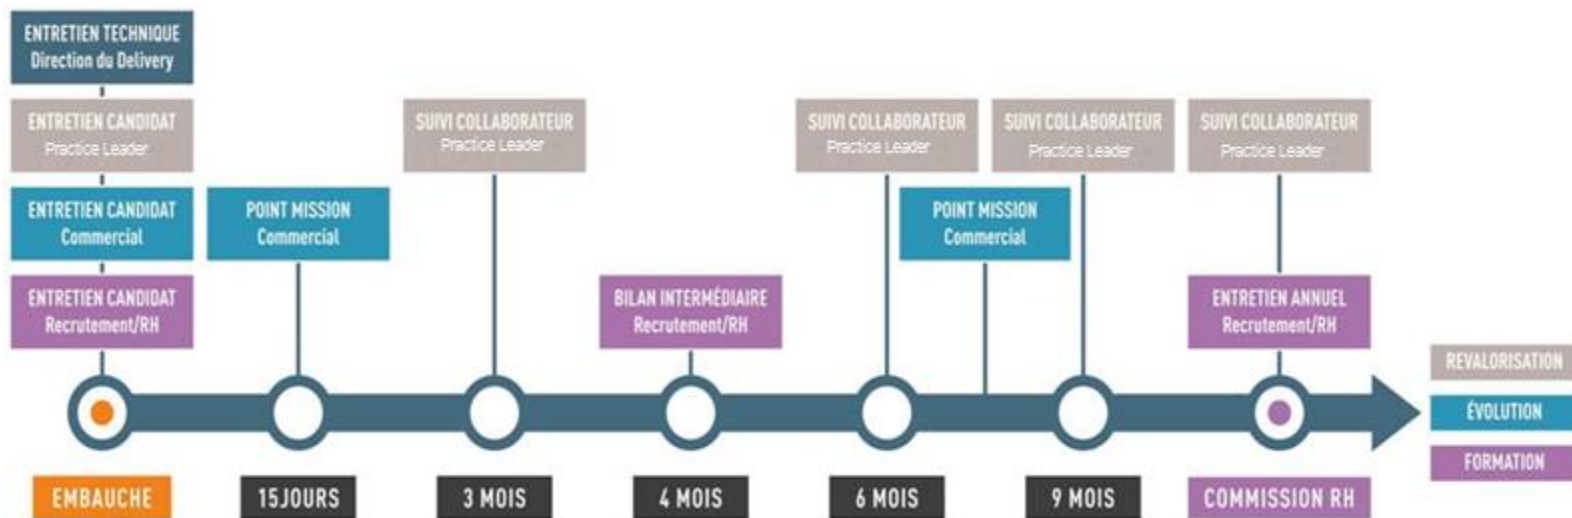 ENTRETIEN TECHNIQUE
Direction du Delivery
ENTRETIEN CANDIDAT
Practice Leader
ENTRETIEN CANDIDAT
Commercial
ENTRETIEN CANDIDAT
Recrutement/RH
POINT MISSION
Commercial
SUIVI COLLABORATEUR
Practice Leader
BILAN INTERMÉDIAIRE
Recrutement/RH
SUIVI COLLABORATEUR
Practice Leader
POINT MISSION
Commercial
SUIVI COLLABORATEUR
Practice Leader
SUIVI COLLABORATEUR
Practice Leader
ENTRETIEN ANNUEL
Recrutement/RH
REVALORISATION
ÉVOLUTION
FORMATION
EMBAUCHE
15JOURS
3 MOIS
4 MOIS
6 MOIS
9 MOIS
COMMISSION RH